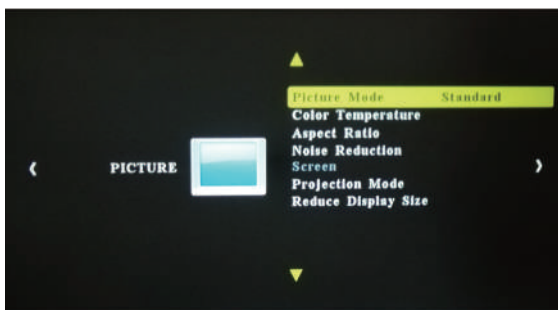 PICTURE
Picture Mode Standard
Color Temperature
Aspect Ratio
Noise Reduction
Screen
Projection Mode
Reduce Display Size